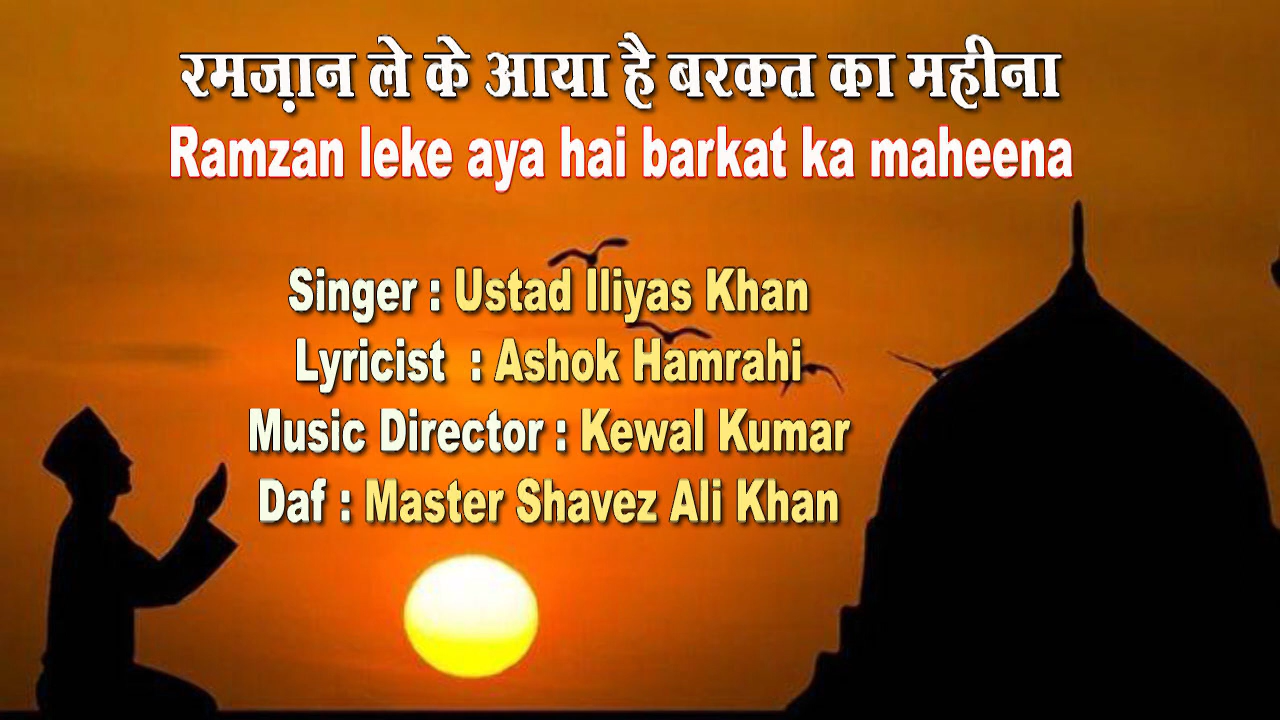 रमज़ान ले के आया है बरकत का महीना
Ramzan leke aya hai barkat ka maheena
Singer : Ustad Iliyas Khan
Lyricist : Ashok Hamrahi
Music Director : Kewal Kumar
Daf : Master Shavez Ali Khan